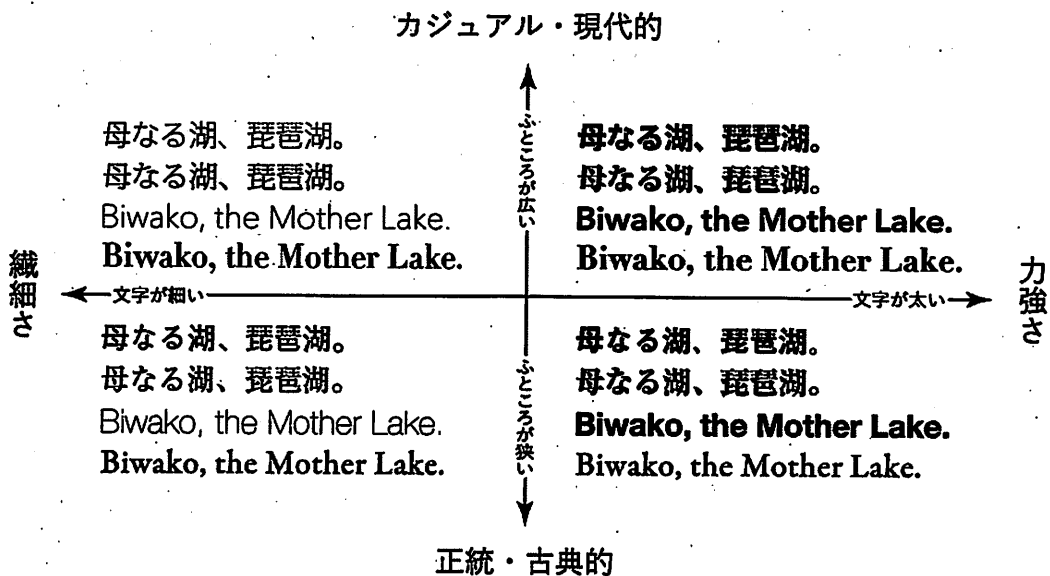 カジュアル・現代的
ふところが広い
母なる湖、琵琶湖。
母なる湖、琵琶湖。
Biwako, the Mother Lake.
Biwako, the Mother Lake.
母なる湖、琵琶湖。
母なる湖、琵琶湖。
Biwako, the Mother Lake.
Biwako, the Mother Lake.
繊細さ
文字が細い
文字が太い
力強さ
母なる湖、琵琶湖。
母なる湖、琵琶湖。
Biwako, the Mother Lake.
Biwako, the Mother Lake.
ふところが狭い
母なる湖、琵琶湖。
母なる湖、琵琶湖。
Biwako, the Mother Lake.
Biwako, the Mother Lake.
正統・古典的